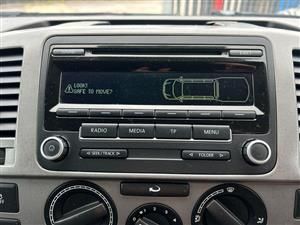 LOOK!
SAFE TO MOVE?
RADIO
MEDIA
TP
MENU
SEEK/TRACK
FOLDER